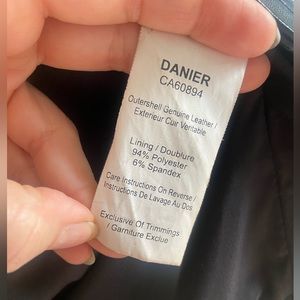 DANIER
CA60894
Outershell Genuine Leather /
Exterieur Cuir Veritable
Lining / Doublure
94% Polyester
6% Spandex
Care Instructions On Reverse /
Instructions De Lavage Au Dos
Exclusive Of Trimmings
/ Garniture Exclue